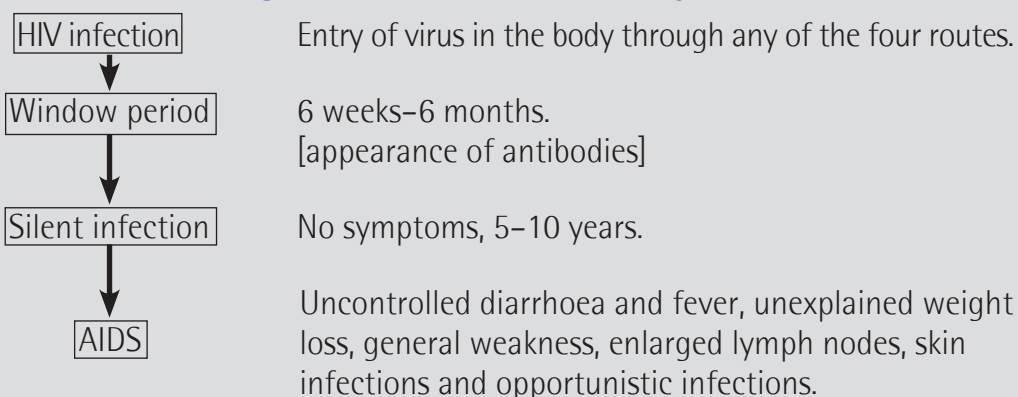 HIV infection
Entry of virus in the body through any of the four routes.
Window period
6 weeks–6 months.
[appearance of antibodies]
Silent infection
No symptoms, 5–10 years.
AIDS
Uncontrolled diarrhoea and fever, unexplained weight
loss, general weakness, enlarged lymph nodes, skin
infections and opportunistic infections.